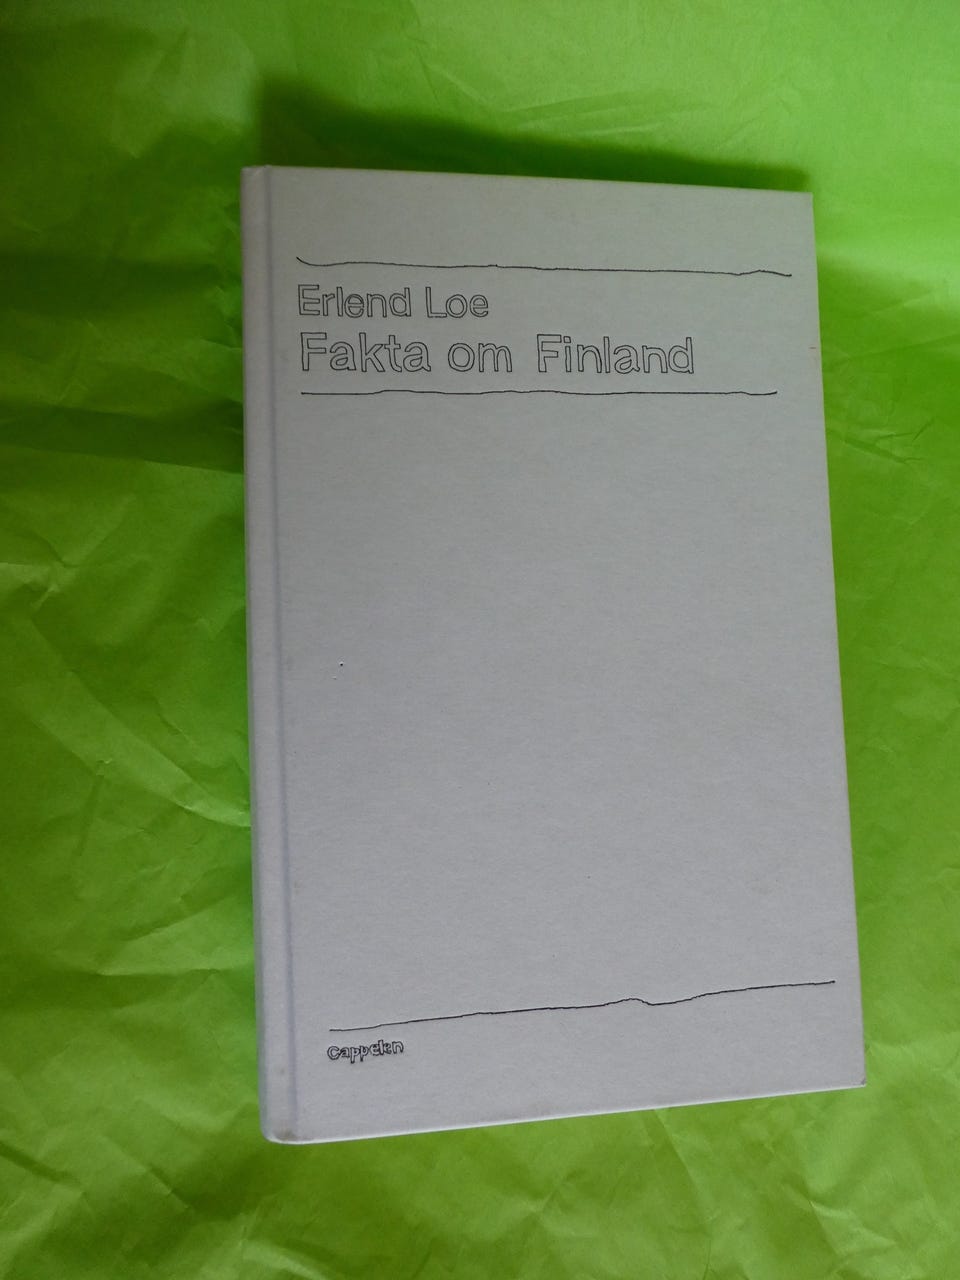 Erlend Loe
Fakta om Finland
cappelen